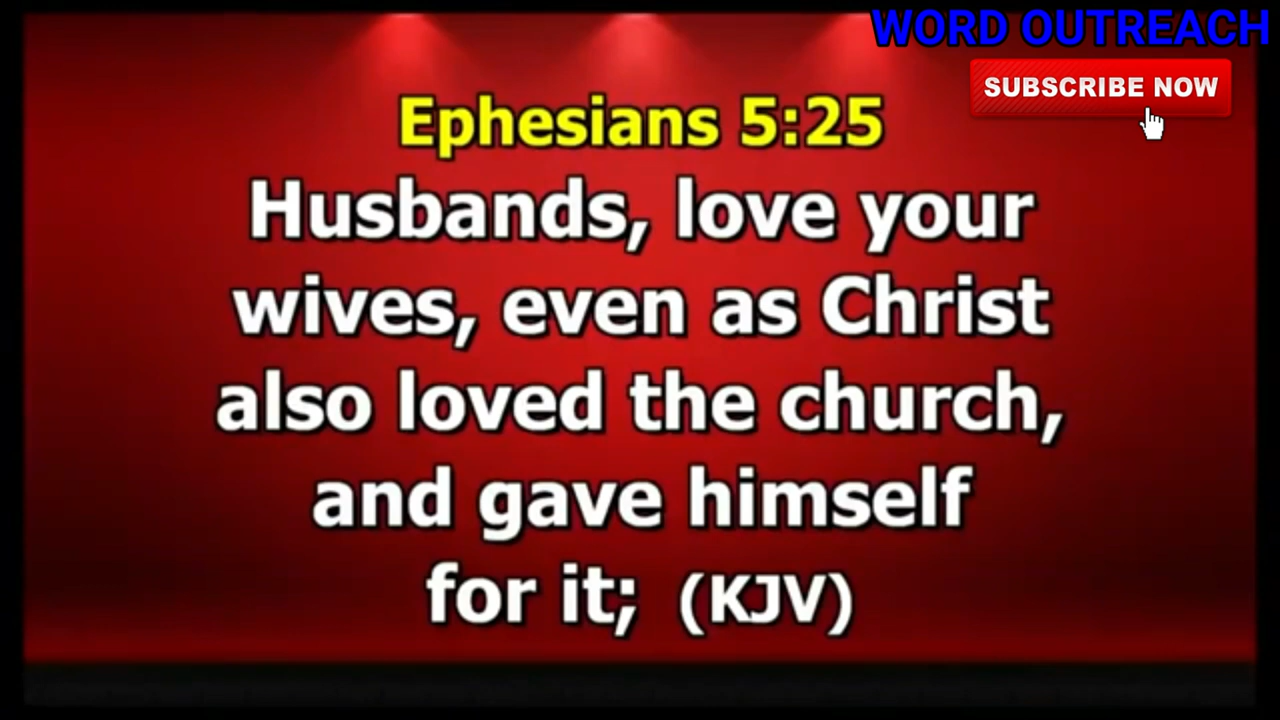 WORD OUTREACH
SUBSCRIBE NOW
Ephesians 5:25
Husbands, love your
wives, even as Christ
also loved the church,
and gave himself
for it; (KJV)